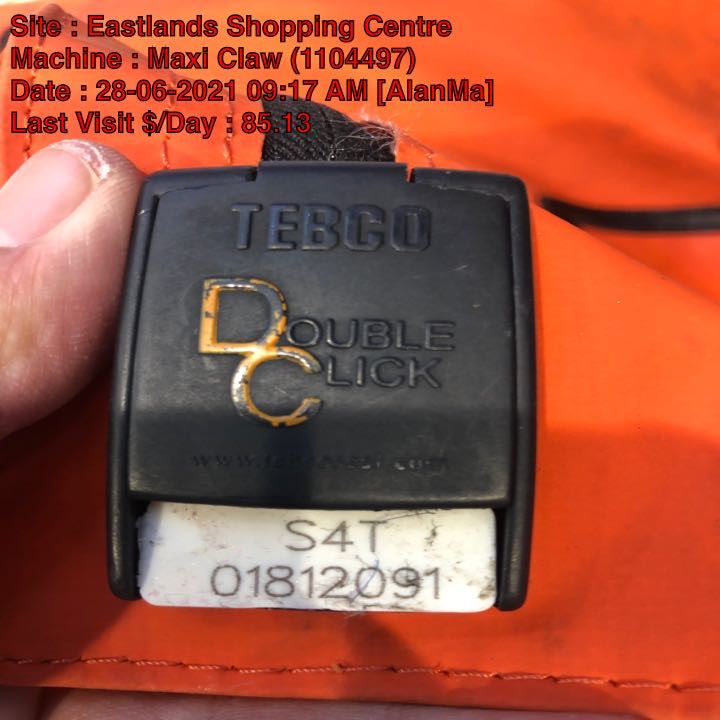 Site : Eastlands Shopping Centre
Machine : Maxi Claw (1104497)
Date : 28-06-2021 09:17 AM [AlanMa]
Last Visit $/Day : 85.13
TEBCO
DOUBLE
CLICK
S4T
01812091